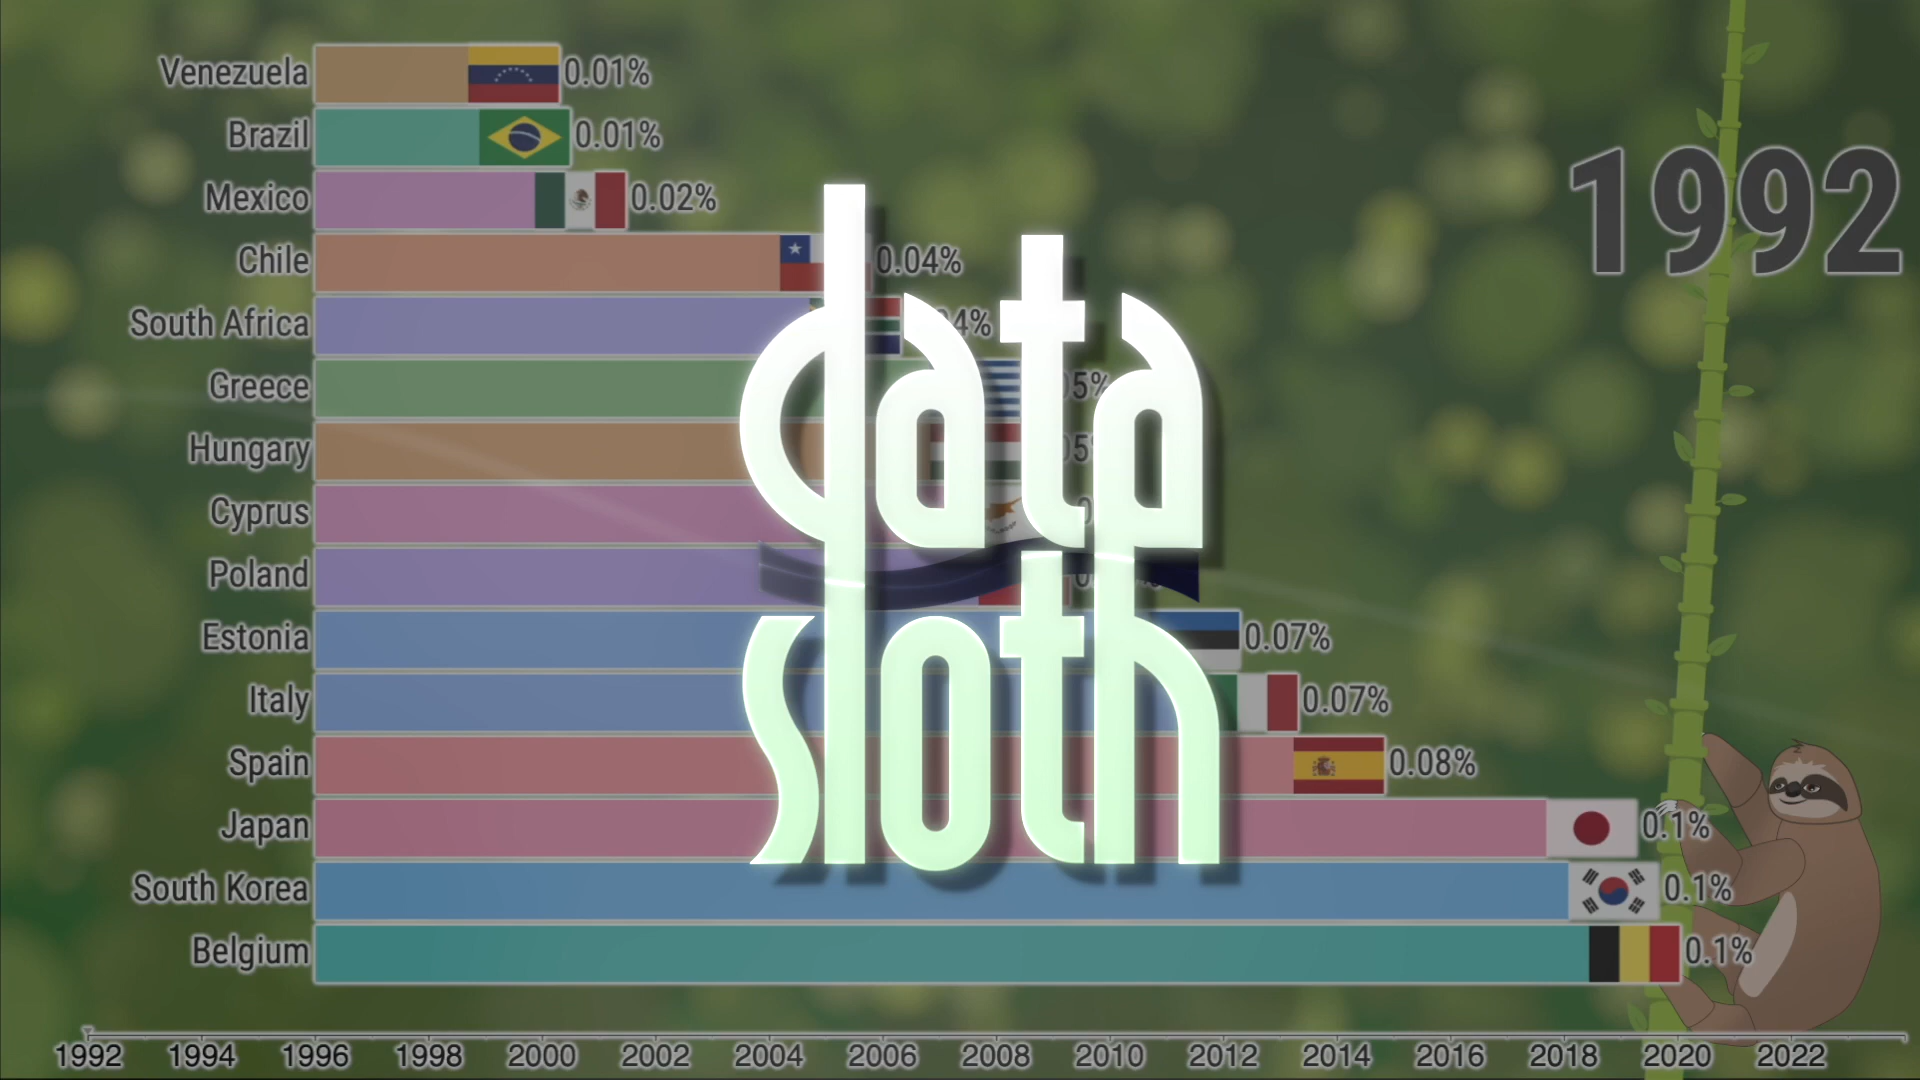 Venezuela 0.01%
Brazil 0.01%
Mexico 0.02%
Chile 0.04%
South Africa
Greece
Hungary
Cyprus
Poland
Estonia 0.07%
Italy 0.07%
Spain 0.08%
Japan 0.1%
South Korea 0.1%
Belgium 0.1%
1992
data
sloth
1992 1994 1996 1998 2000 2002 2004 2006 2008 2010 2012 2014 2016 2018 2020 2022